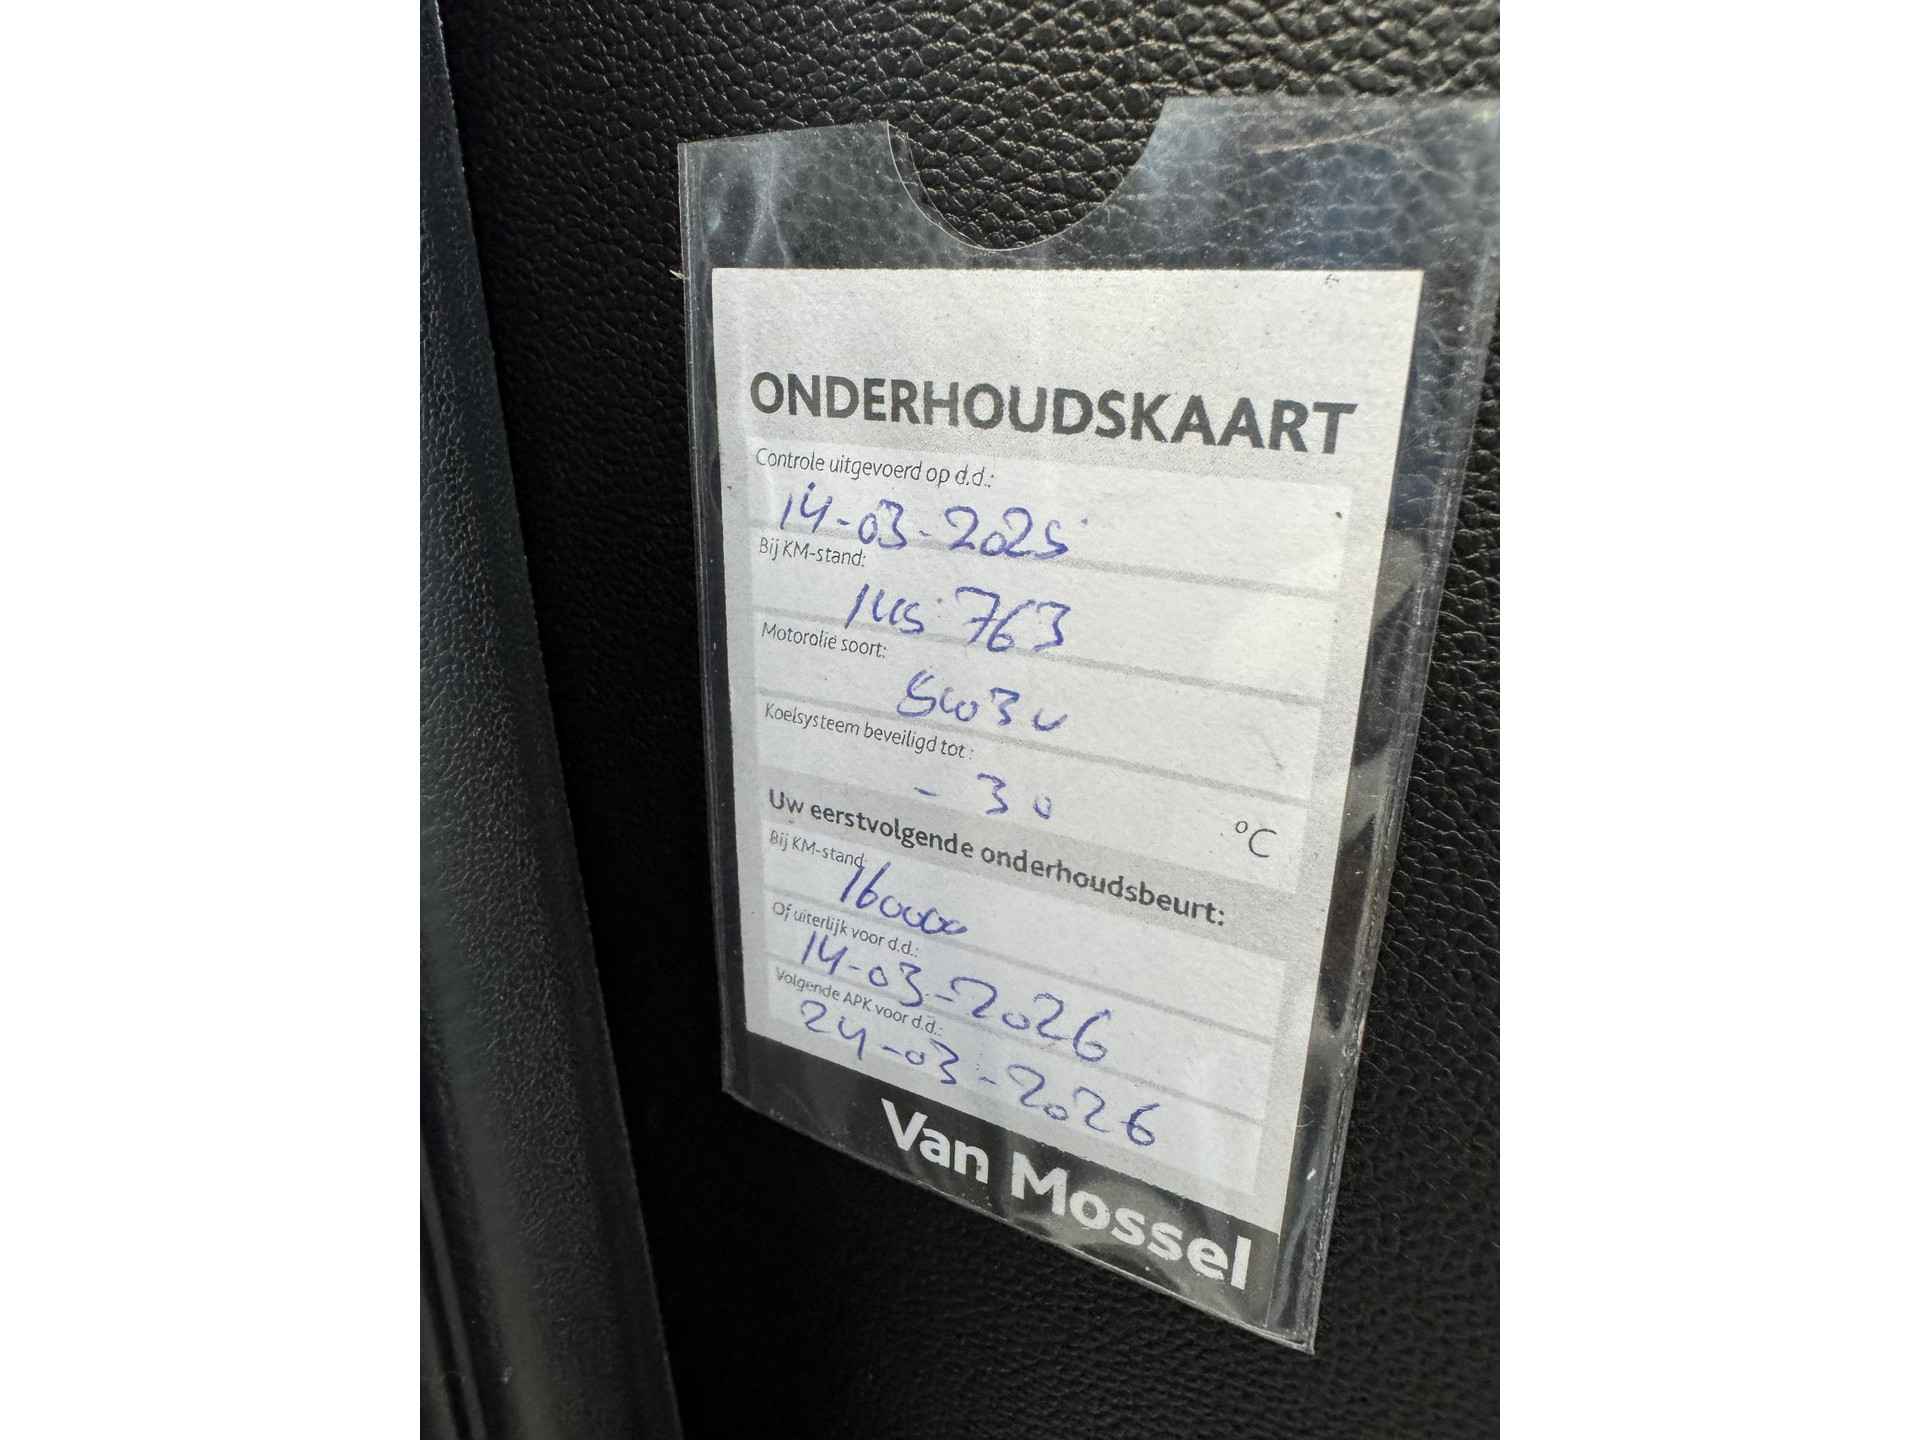 ONDERHOUDSKAART
Controle uitgevoerd op d.d.:
14-03-2025
Bij KM-stand:
145.763
Motorolie soort:
5W30
Koelsysteem beveiligd tot :
- 30 °C
Uw eerstvolgende onderhoudsbeurt:
Bij KM-stand:
160000
Of uiterlijk voor d.d.:
14-03-2026
Volgende APK voor d.d.:
24-03-2026
Van Mossel